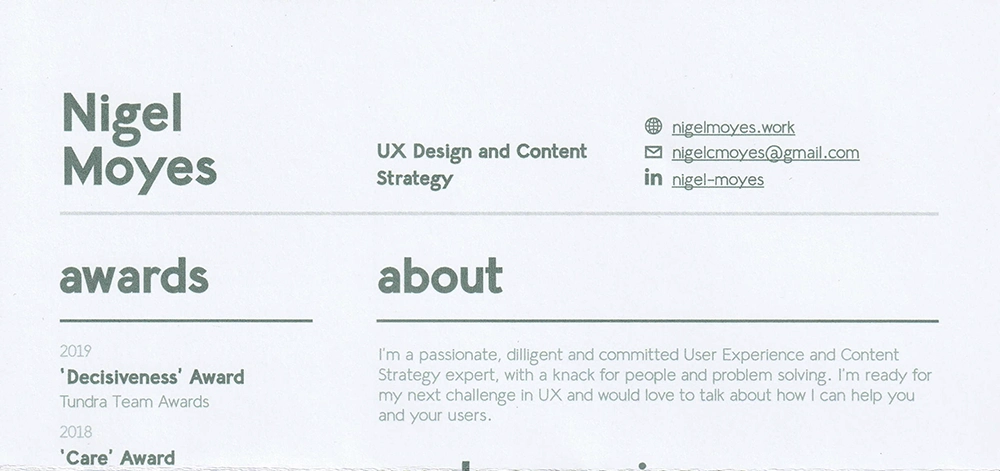 Nigel
Moyes
UX Design and Content
Strategy
nigelmoyes.work
nigelcmoyes@gmail.com
in nigel-moyes
awards
2019
‘Decisiveness’ Award
Tundra Team Awards
2018
‘Care’ Award
about
I'm a passionate, dilligent and committed User Experience and Content
Strategy expert, with a knack for people and problem solving. I'm ready for
my next challenge in UX and would love to talk about how I can help you
and your users.